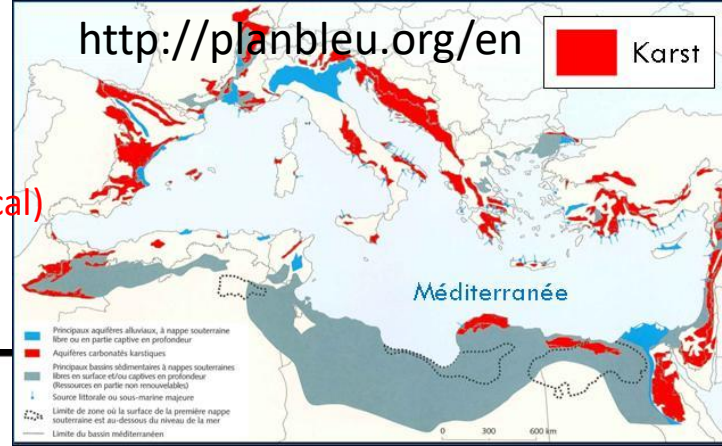 http://planbleu.org/en
Karst
cal)
Méditerranée
Principaux aquifères alluviaux, à nappe souterraine
libre ou en partie captive en profondeur
Aquifères carbonatés karstiques
Principaux bassins sédimentaires à nappes souterraines
libres en surface et/ou captives en profondeur
(Ressources en partie non renouvelables)
Source littorale ou sous-marine majeure
Limite de zone où la surface de la première nappe
souterraine est au-dessous du niveau de la mer
Limite du bassin méditerranéen
0 300 600 km